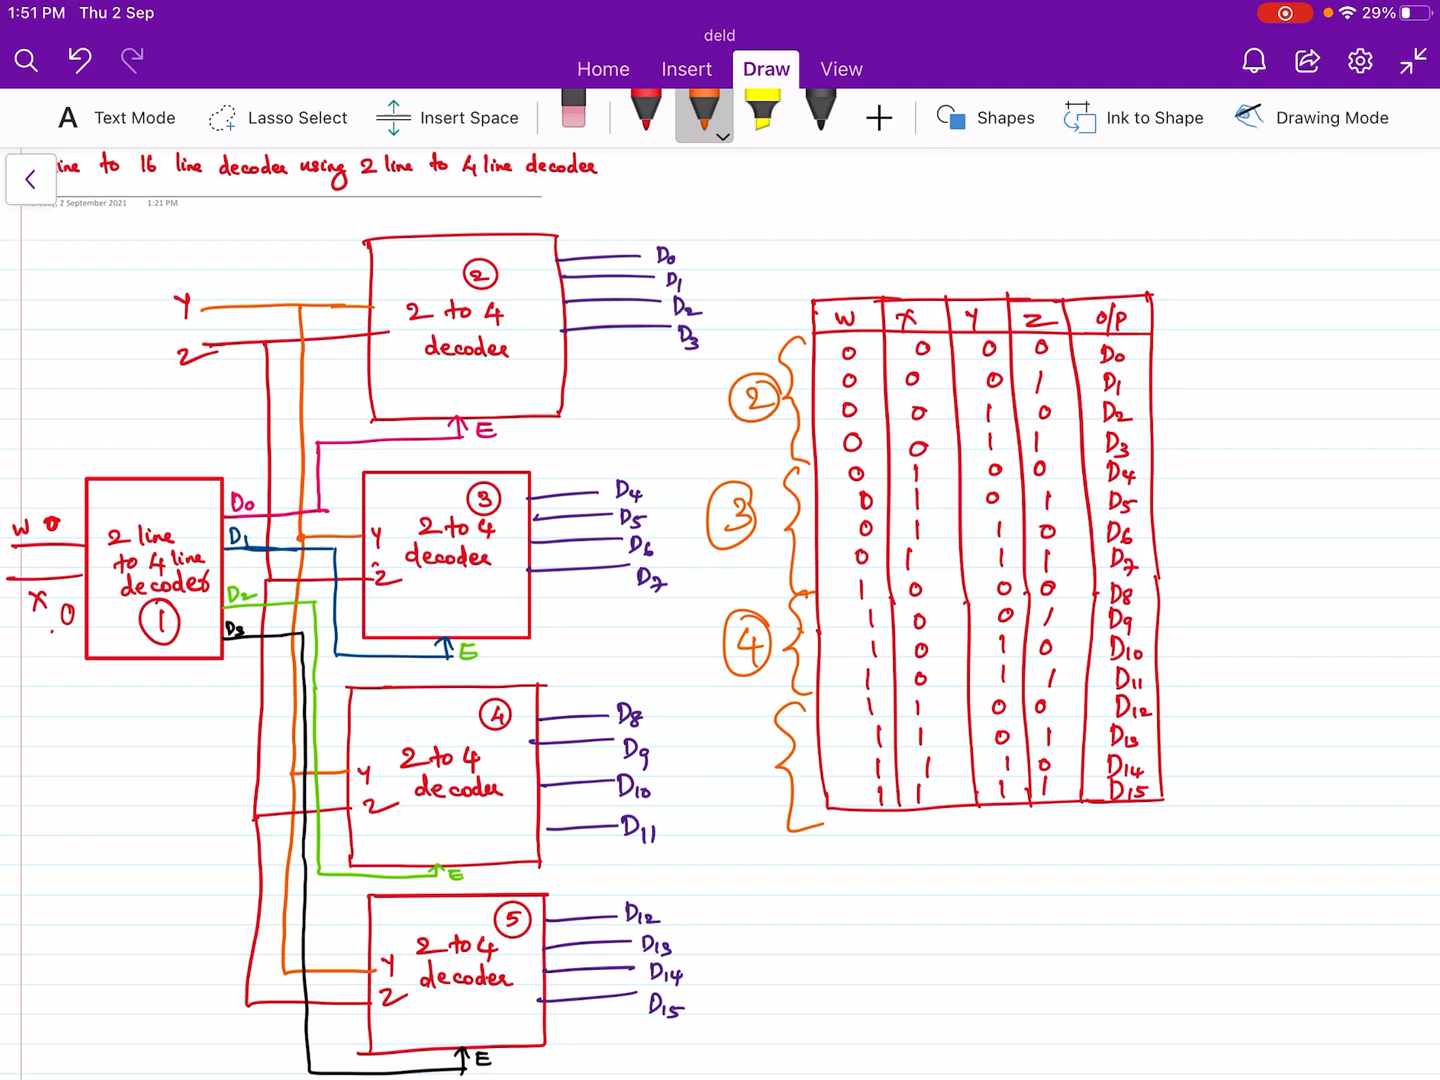 1:51 PM Thu 2 Sep
29%
deld
Home Insert Draw View
Text Mode Lasso Select Insert Space Shapes Ink to Shape Drawing Mode
line to 16 line decoder using 2 line to 4 line decoder
2 September 2021 1:21 PM
Y
Z
2
2 to 4
decoder
E
D0
D1
D2
D3
W 0
X 0
2 line
to 4 line
decoder
1
D0
D1
D2
D3
3
Y 2 to 4
decoder
Z
E
D4
D5
D6
D7
4
2 to 4
Y decoder
Z
E
D8
D9
D10
D11
5
2 to 4
Y decoder
Z
E
D12
D13
D14
D15
W X Y Z O/P
0 0 0 0 D0
0 0 0 1 D1
2
0 0 1 0 D2
0 0 1 1 D3
0 1 0 0 D4
0 1 0 1 D5
3
0 1 1 0 D6
0 1 1 1 D7
1 0 0 0 D8
1 0 0 1 D9
4
1 0 1 0 D10
1 0 1 1 D11
1 1 0 0 D12
1 1 0 1 D13
1 1 1 0 D14
1 1 1 1 D15